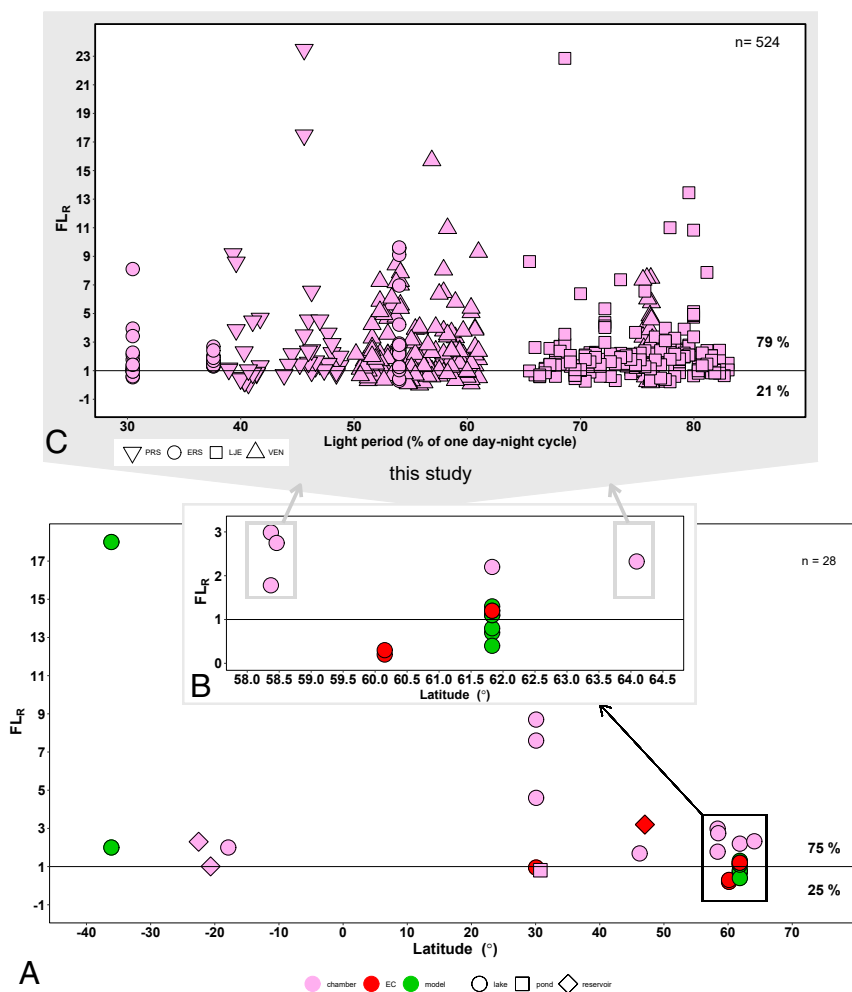 23
21
19
17
15
13
11
9
7
5
3
1
-1
FLR
n= 524
79 %
21 %
30 40 50 60 70 80
Light period (% of one day-night cycle)
C
PRS ERS LJE VEN
this study
3
2
1
0
FLR
58.0 58.5 59.5 60.0 60.5 61.0 61.5 62.0 62.5 63.0 63.5 64.0 64.5
Latitude (°)
B
17
15
13
11
9
7
5
3
1
-1
FLR
n = 28
75 %
25 %
-40 -30 -20 -10 0 10 20 30 40 50 60 70
Latitude (°)
A
chamber EC model lake pond reservoir